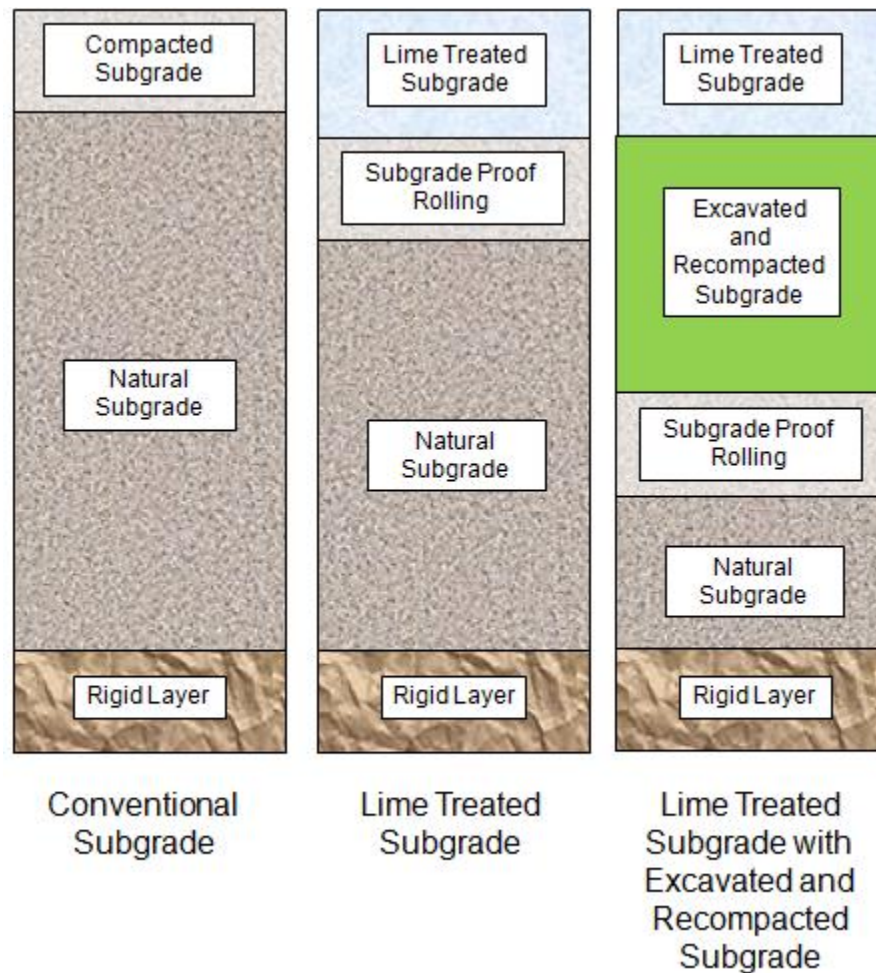 Compacted
Subgrade
Natural
Subgrade
Rigid Layer
Conventional
Subgrade
Lime Treated
Subgrade
Subgrade Proof
Rolling
Natural
Subgrade
Rigid Layer
Lime Treated
Subgrade
Lime Treated
Subgrade
Excavated
and
Recompacted
Subgrade
Subgrade Proof
Rolling
Natural
Subgrade
Rigid Layer
Lime Treated
Subgrade with
Excavated and
Recompacted
Subgrade